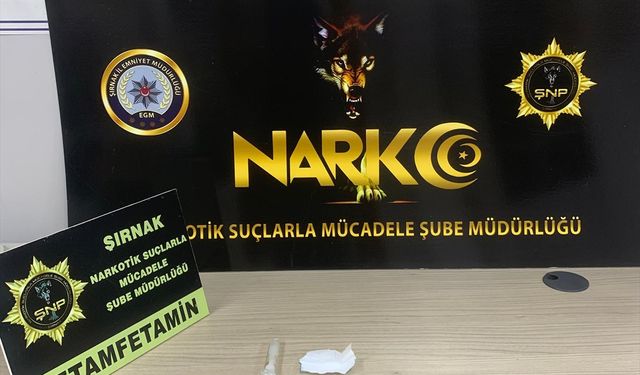 ŞIRNAK İL EMNİYET MÜDÜRLÜĞÜ
EGM
ŞNP
NARKO
OTİK SUÇLARLA MÜCADELE ŞUBE MÜDÜRLÜĞÜ
ŞIRNAK
NARKOTİK SUÇLARLA
MÜCADELE
ŞUBE MÜDÜRLÜĞÜ
ŞNP
ETAMFETAMİN